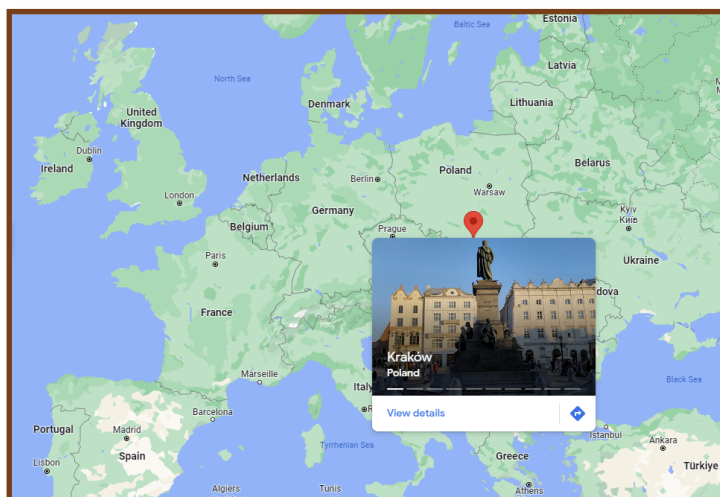 Baltic Sea
Estonia
Latvia
North Sea
Denmark
Lithuania
United
Kingdom
Dublin
Ireland
Belarus
Poland
Netherlands
Berlin
Warsaw
London
Germany
Kyiv
Київ
Belgium
Prague
Paris
Ukraine
dova
France
Kraków
Poland
Marseille
Italy
Black Sea
Barcelona
View details
Portugal
Madrid
Istanbul
Ankara
Tyrrhenian Sea
Spain
Greece
Türkiye
Lisbon
Algiers
Tunis
Athens